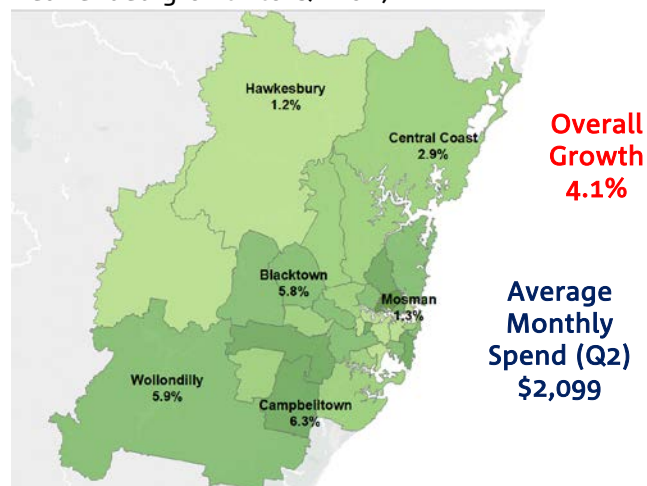 Hawkesbury
1.2%
Central Coast
2.9%
Overall
Growth
4.1%
Blacktown
5.8%
Mosman
1.3%
Average
Monthly
Spend (Q2)
$2,099
Wollondilly
5.9%
Campbelltown
6.3%